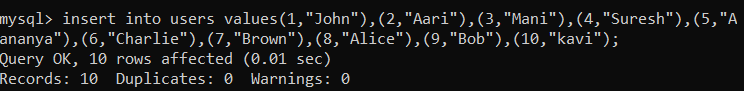 mysql> insert into users values(1,"John"),(2,"Aari"),(3,"Mani"),(4,"Suresh"),(5,"A
ananya"),(6,"Charlie"),(7,"Brown"),(8,"Alice"),(9,"Bob"),(10,"kavi");
Query OK, 10 rows affected (0.01 sec)
Records: 10  Duplicates: 0  Warnings: 0